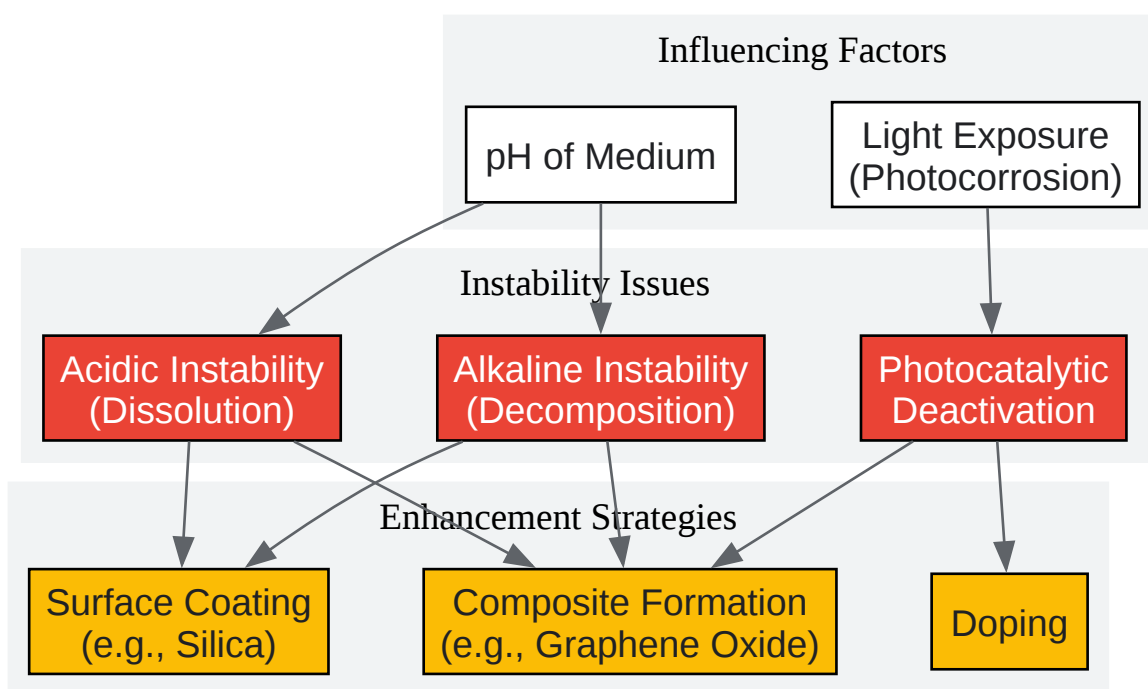 Influencing Factors
pH of Medium
Light Exposure
(Photocorrosion)
Instability Issues
Acidic Instability
(Dissolution)
Alkaline Instability
(Decomposition)
Photocatalytic
Deactivation
Enhancement Strategies
Surface Coating
(e.g., Silica)
Composite Formation
(e.g., Graphene Oxide)
Doping